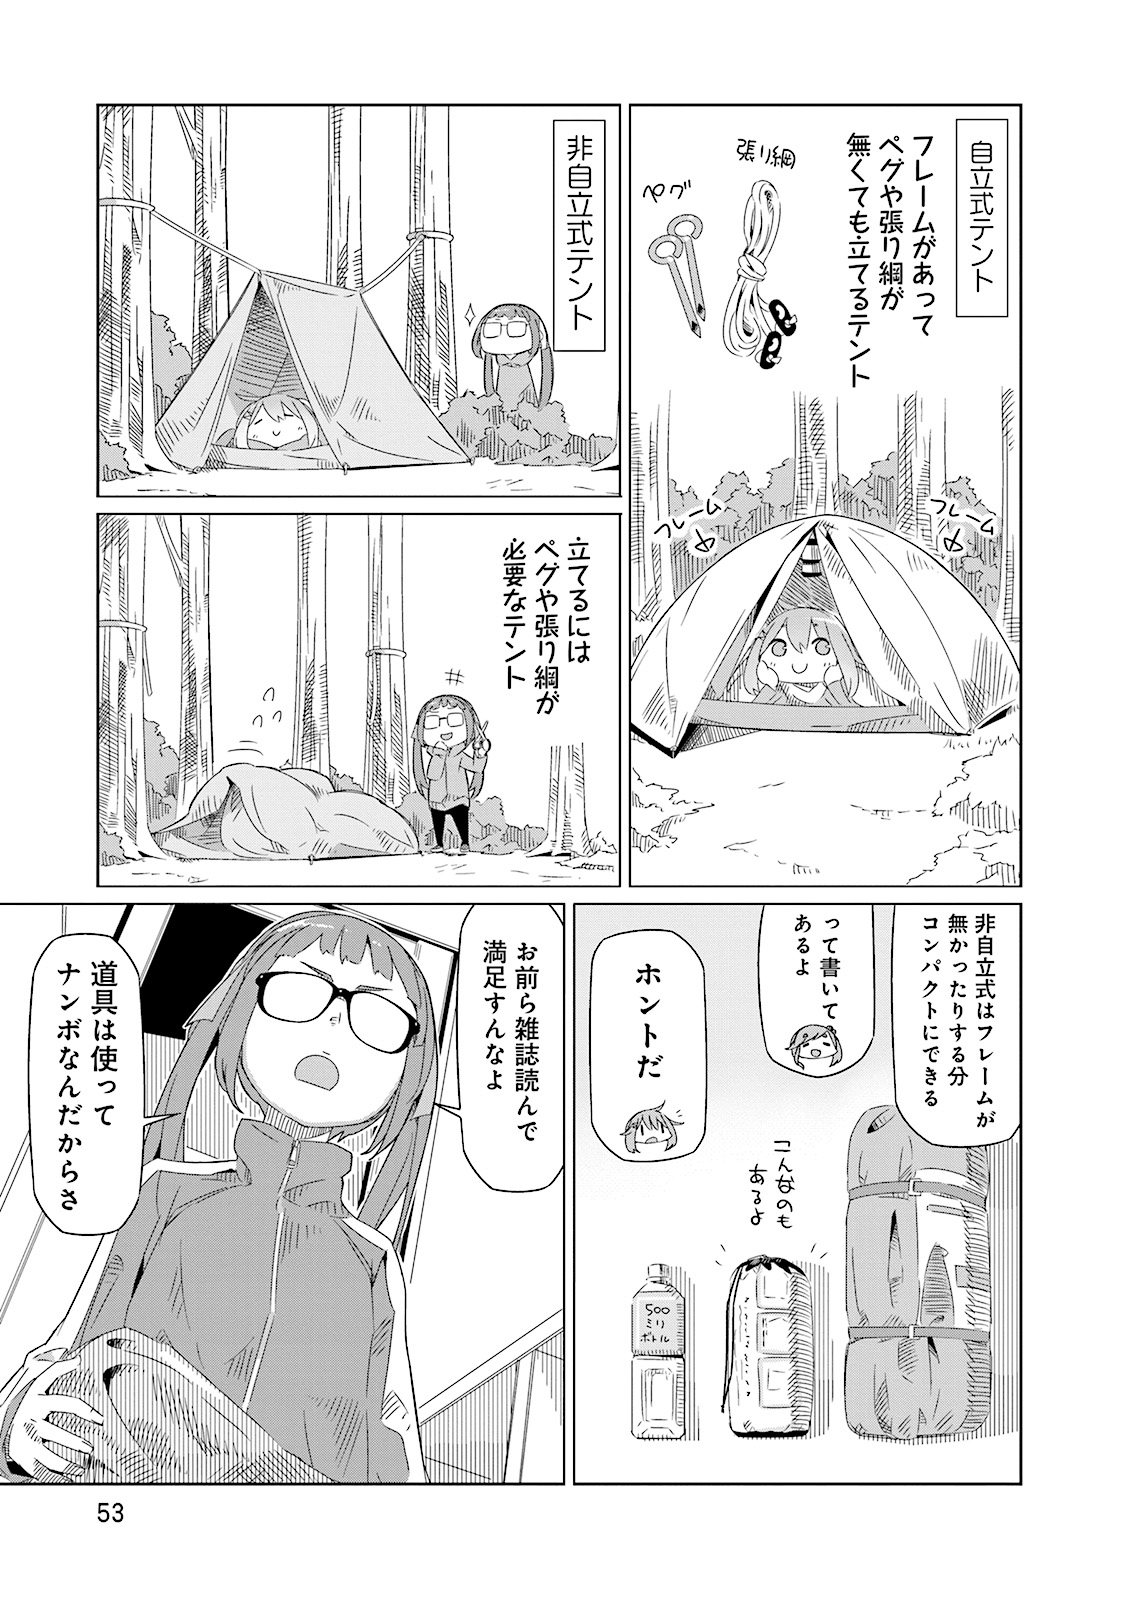 自立式テント
フレームがあって
ペグや張り綱が
無くても立てるテント
張り綱
ペグ
フレーム
フレーム
非自立式テント
立てるには
ペグや張り綱が
必要なテント
非自立式はフレームが
無かったりする分
コンパクトにできる
って書いて
あるよ
ホントだ
こんなのも
あるよ
500
ミリ
ボトル
お前ら雑誌読んで
満足すんなよ
道具は使って
ナンボなんだからさ
53